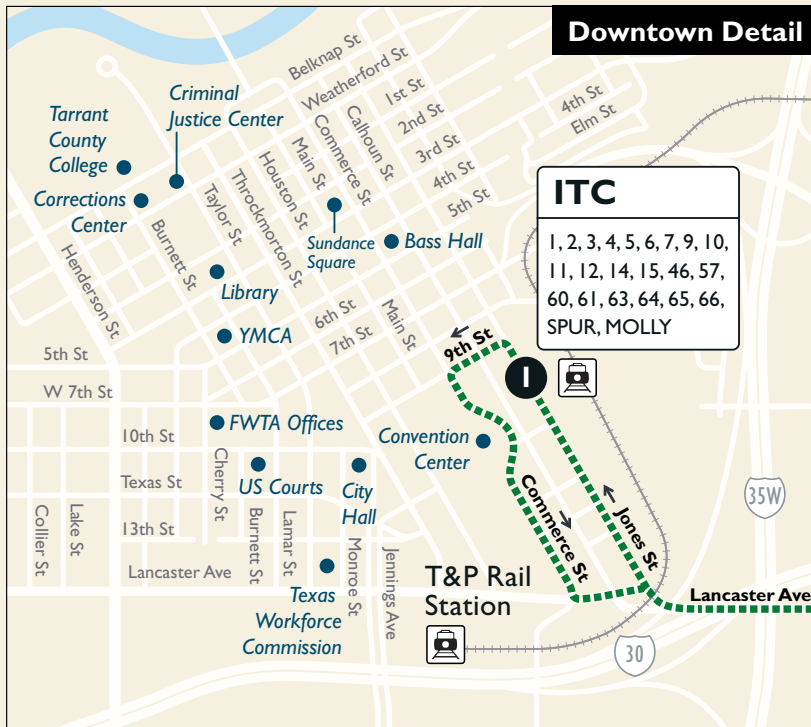 Downtown Detail
Belknap St
Weatherford St
1st St
2nd St
3rd St
4th St
5th St
4th St
Elm St
Calhoun St
Commerce St
Main St
Houston St
Throckmorton St
Taylor St
Burnett St
Henderson St
Tarrant
County
College
Criminal
Justice Center
Corrections
Center
Sundance
Square
Bass Hall
Library
YMCA
6th St
7th St
Main St
ITC
1, 2, 3, 4, 5, 6, 7, 9, 10,
11, 12, 14, 15, 46, 57,
60, 61, 63, 64, 65, 66,
SPUR, MOLLY
9th St
1
5th St
W 7th St
10th St
Texas St
13th St
Lancaster Ave
FWTA Offices
US Courts
City
Hall
Convention
Center
Collier St
Lake St
Cherry St
Burnett St
Lamar St
Monroe St
Jennings Ave
Texas
Workforce
Commission
T&P Rail
Station
Commerce St
Jones St
Lancaster Ave
35W
30